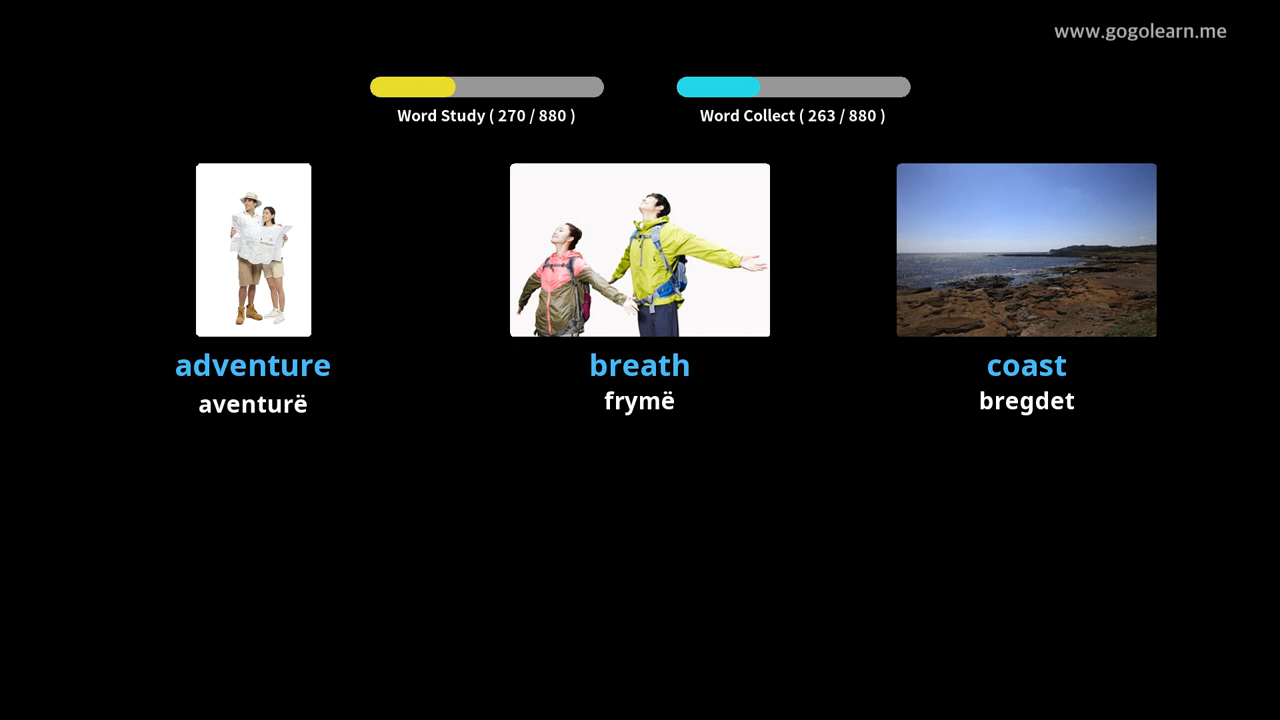 www.gogolearn.me
Word Study ( 270 / 880 )
Word Collect ( 263 / 880 )
adventure
aventurë
breath
frymë
coast
bregdet